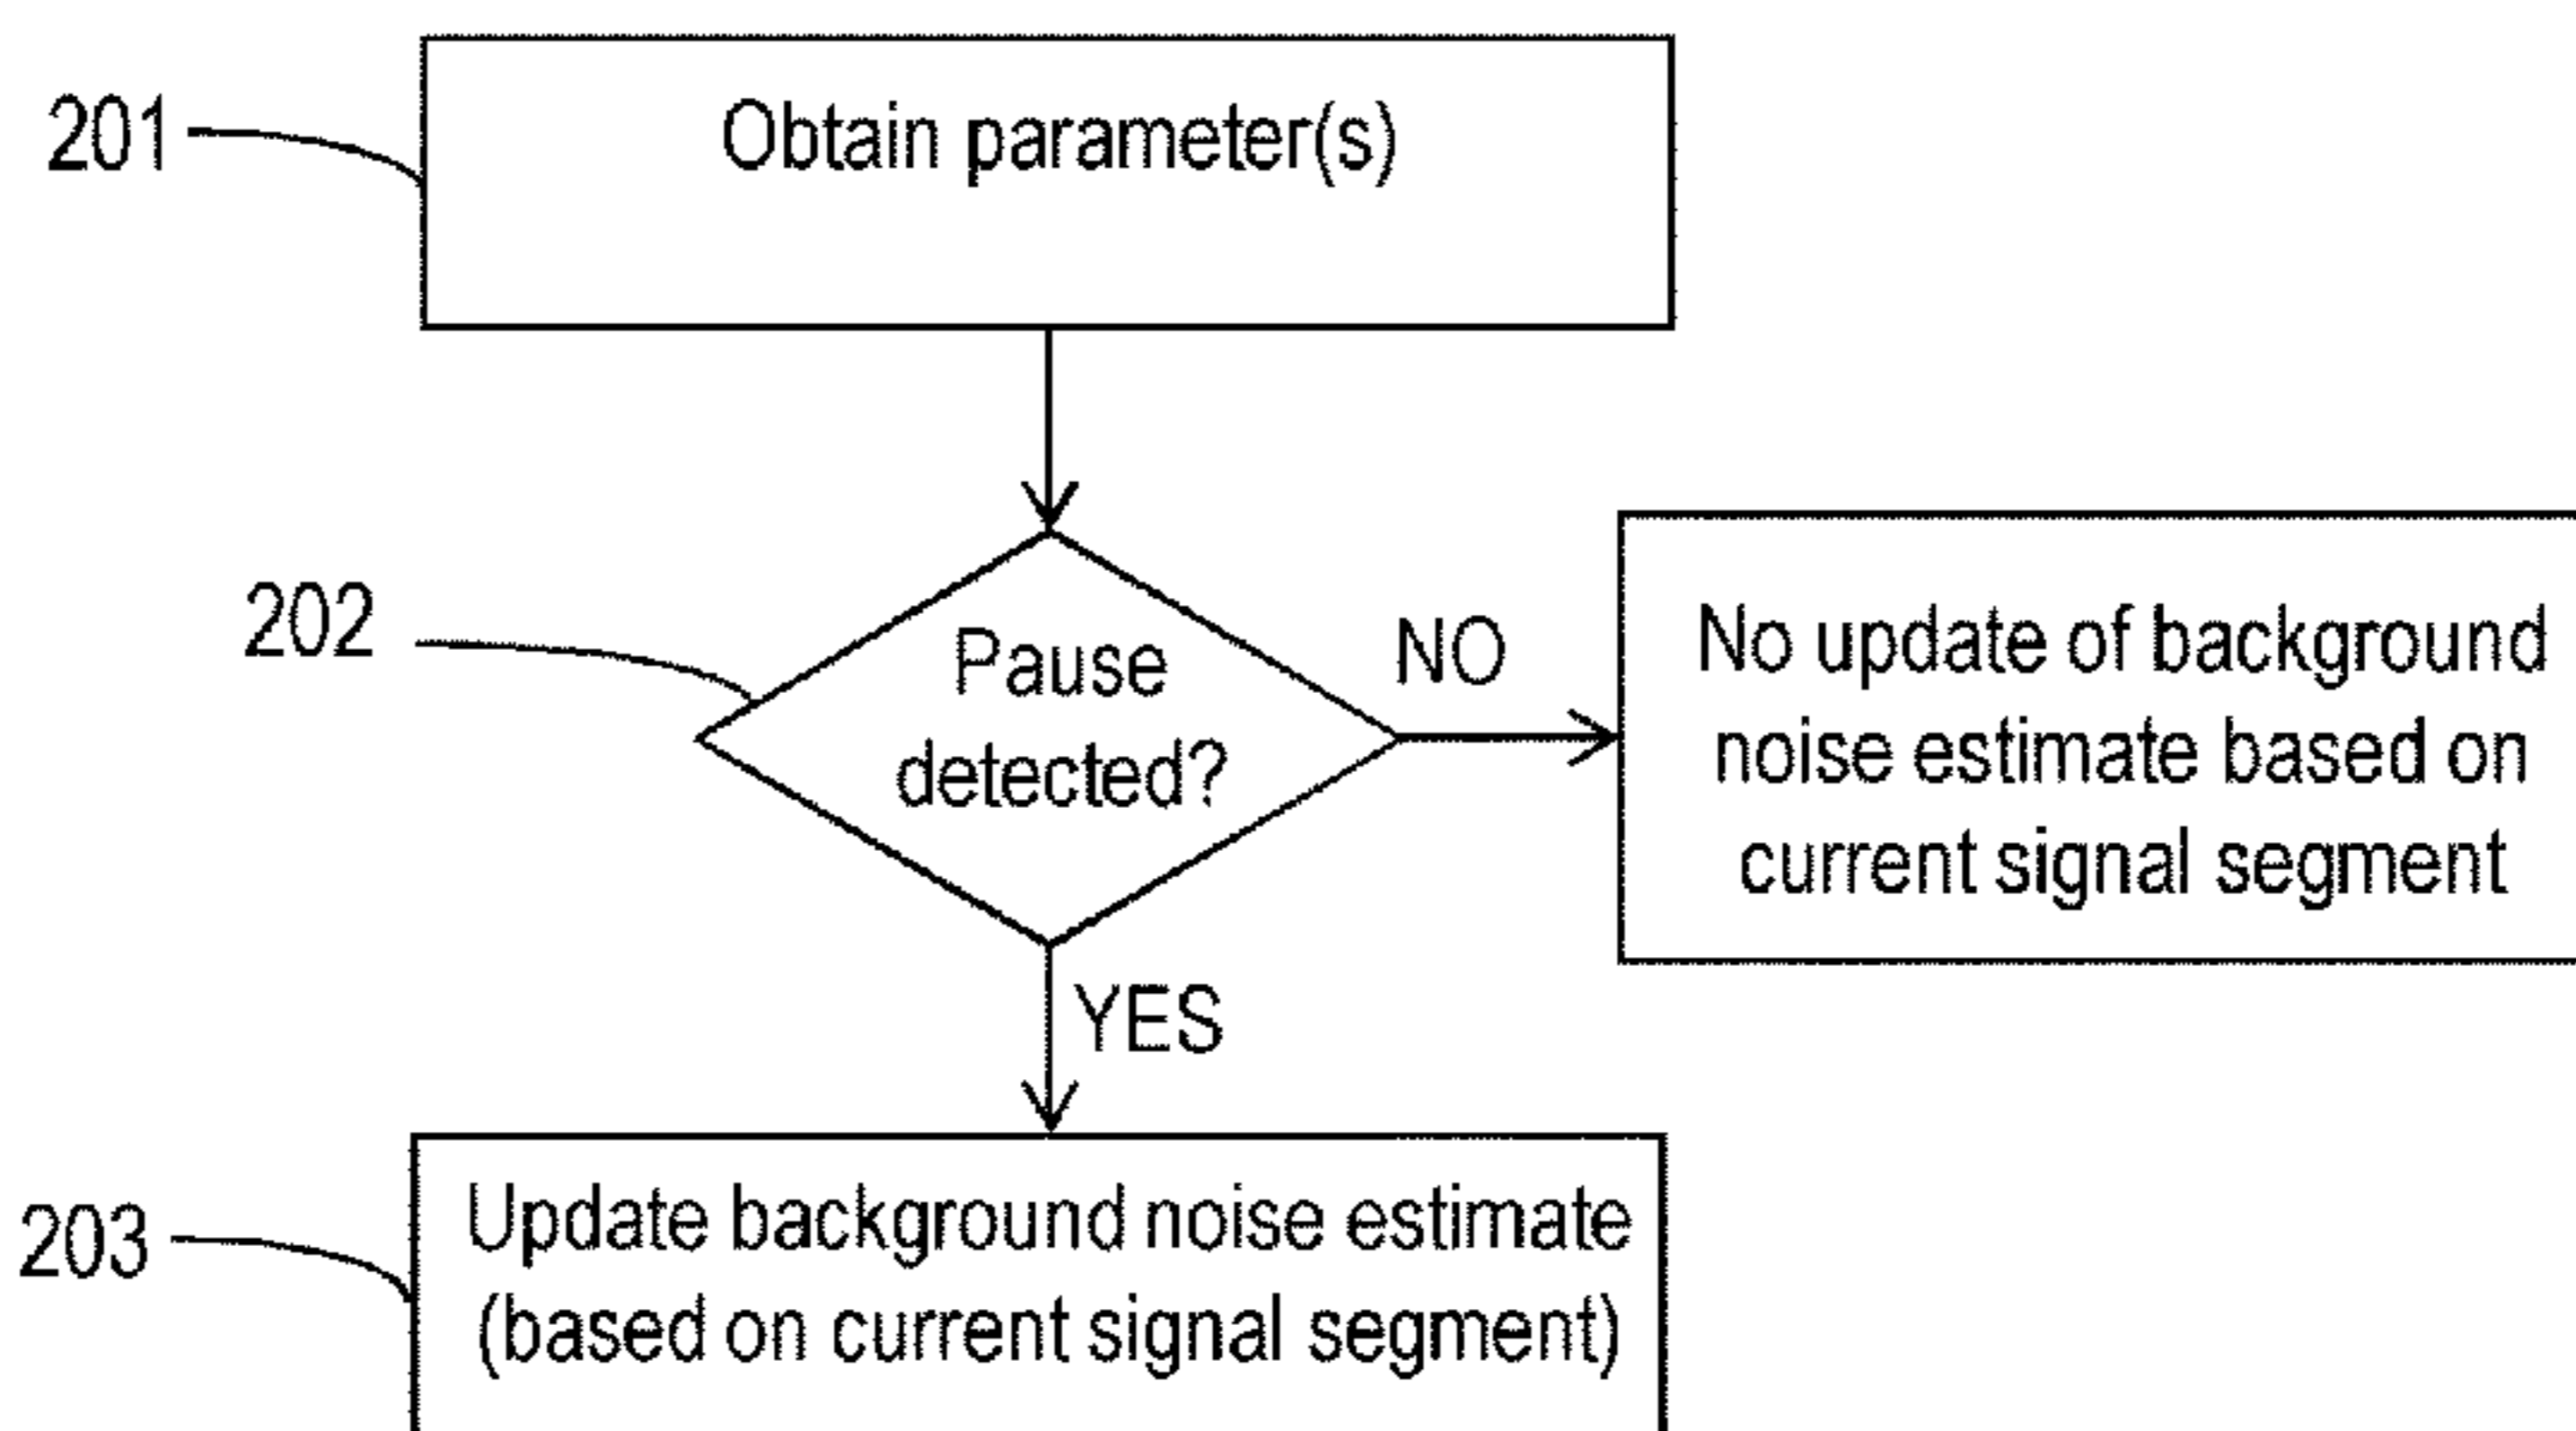 201
Obtain parameter(s)
202
Pause
detected?
NO
No update of background
noise estimate based on
current signal segment
YES
203
Update background noise estimate
(based on current signal segment)